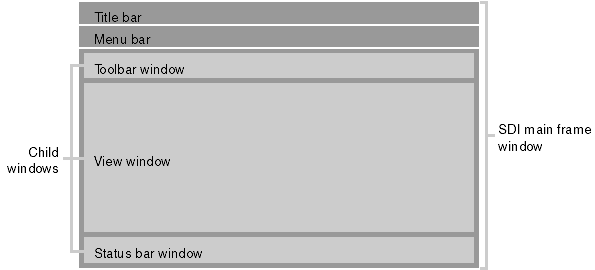 Title bar
Menu bar
Toolbar window
SDI main frame
window
Child
windows
View window
Status bar window